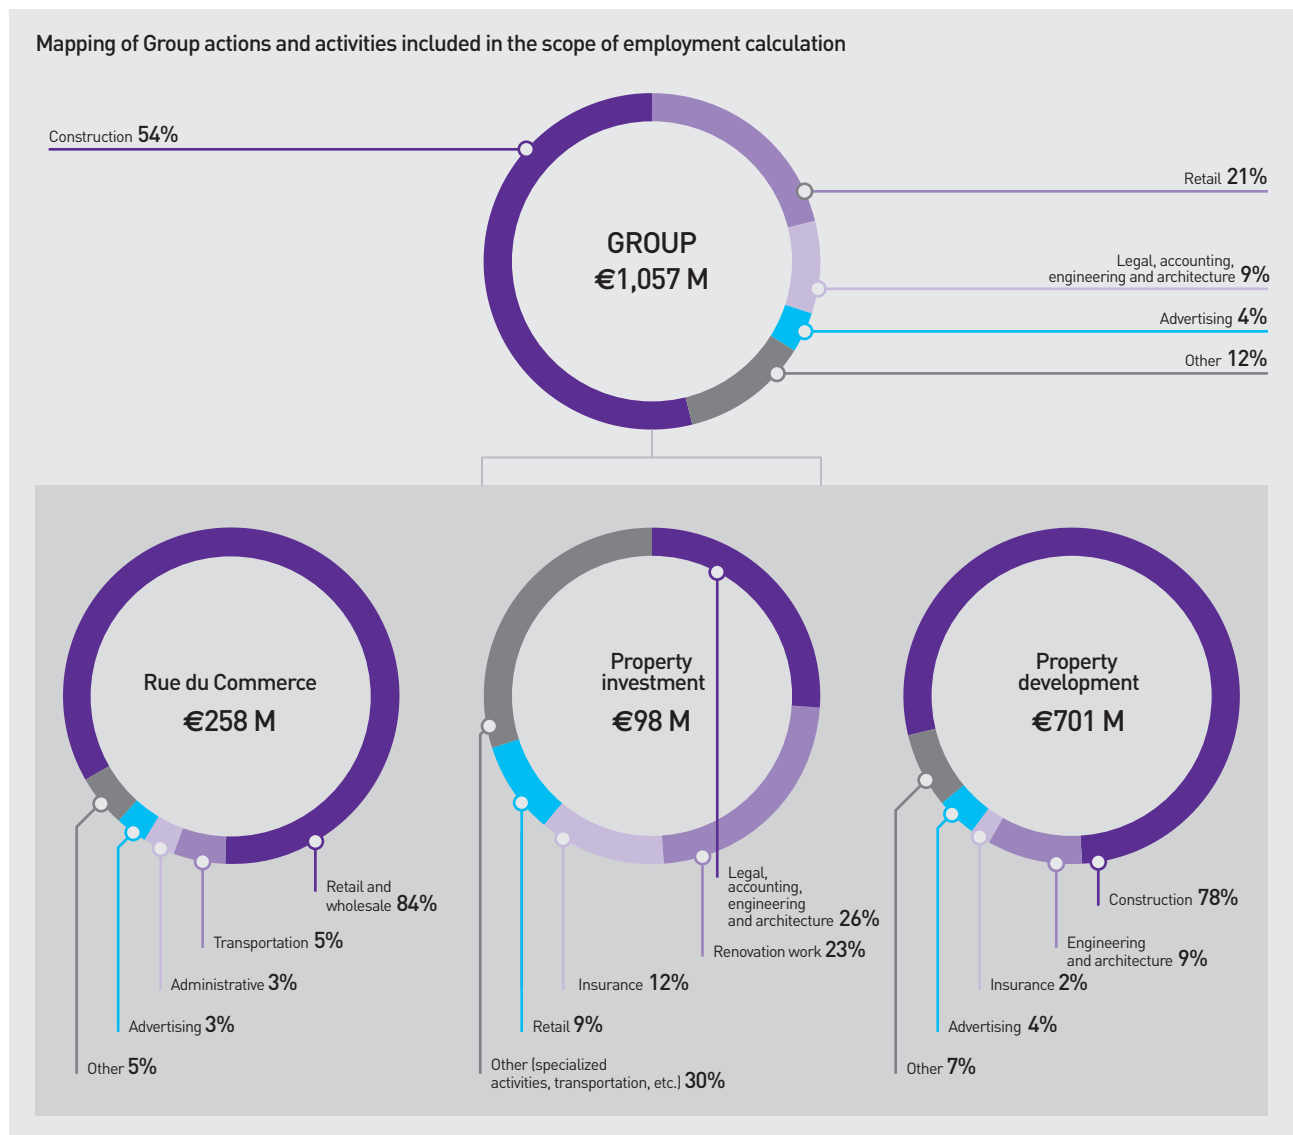 Mapping of Group actions and activities included in the scope of employment calculation
Construction 54%
GROUP
€1,057 M
Retail 21%
Legal, accounting,
engineering and architecture 9%
Advertising 4%
Other 12%
Rue du Commerce
€258 M
Retail and
wholesale 84%
Transportation 5%
Administrative 3%
Advertising 3%
Other 5%
Property
investment
€98 M
Legal,
accounting,
engineering
and architecture 26%
Renovation work 23%
Insurance 12%
Retail 9%
Other (specialized
activities, transportation, etc.) 30%
Property
development
€701 M
Construction 78%
Engineering
and architecture 9%
Insurance 2%
Advertising 4%
Other 7%